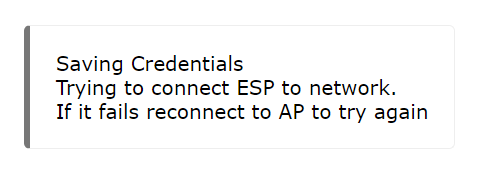 Saving Credentials
Trying to connect ESP to network.
If it fails reconnect to AP to try again